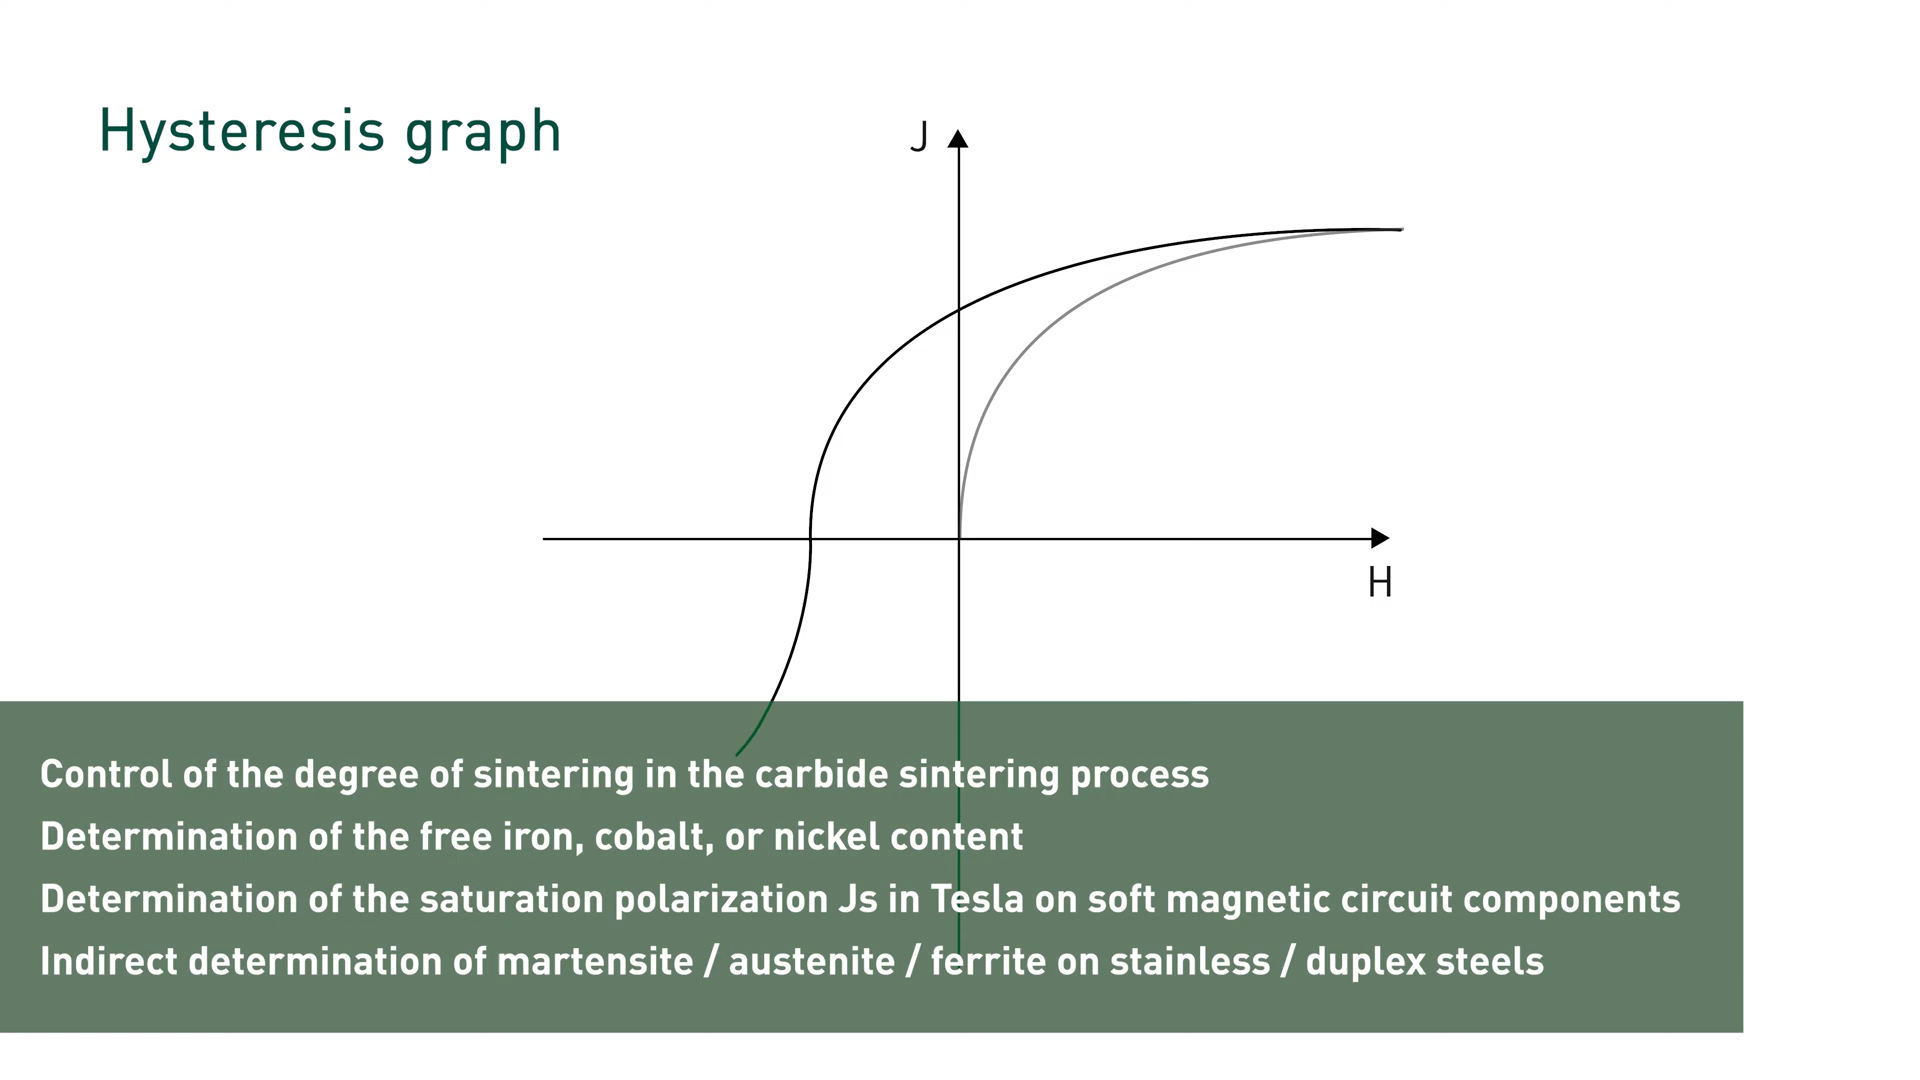 Hysteresis graph
J
H
Control of the degree of sintering in the carbide sintering process
Determination of the free iron, cobalt, or nickel content
Determination of the saturation polarization Js in Tesla on soft magnetic circuit components
Indirect determination of martensite / austenite / ferrite on stainless / duplex steels